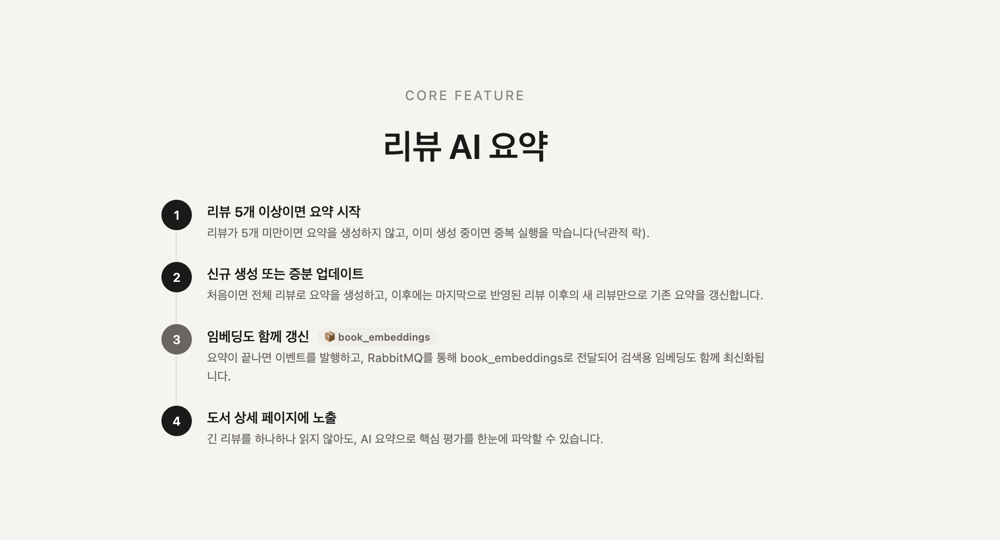 CORE FEATURE
리뷰 AI 요약
1
리뷰 5개 이상이면 요약 시작
리뷰가 5개 미만이면 요약을 생성하지 않고, 이미 생성 중이면 중복 실행을 막습니다(낙관적 락).
2
신규 생성 또는 증분 업데이트
처음이면 전체 리뷰로 요약을 생성하고, 이후에는 마지막으로 반영된 리뷰 이후의 새 리뷰만으로 기존 요약을 갱신합니다.
3
임베딩도 함께 갱신 📦 book_embeddings
요약이 끝나면 이벤트를 발행하고, RabbitMQ를 통해 book_embeddings로 전달되어 검색용 임베딩도 함께 최신화됩
니다.
4
도서 상세 페이지에 노출
긴 리뷰를 하나하나 읽지 않아도, AI 요약으로 핵심 평가를 한눈에 파악할 수 있습니다.